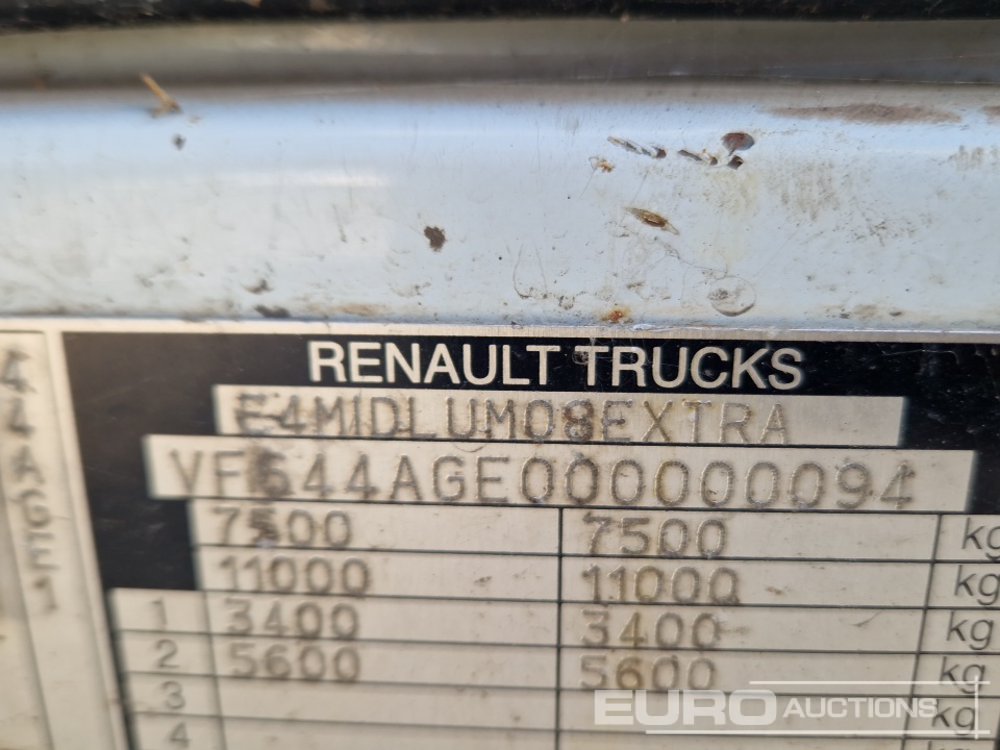 RENAULT TRUCKS
E4MIDLUM08EXTRA
VF644AGE000000094
7500 7500 kg
11000 11000 kg
1 3400 3400 kg
2 5600 5600 kg
3 kg
4
44AGE1
EURO AUCTIONS